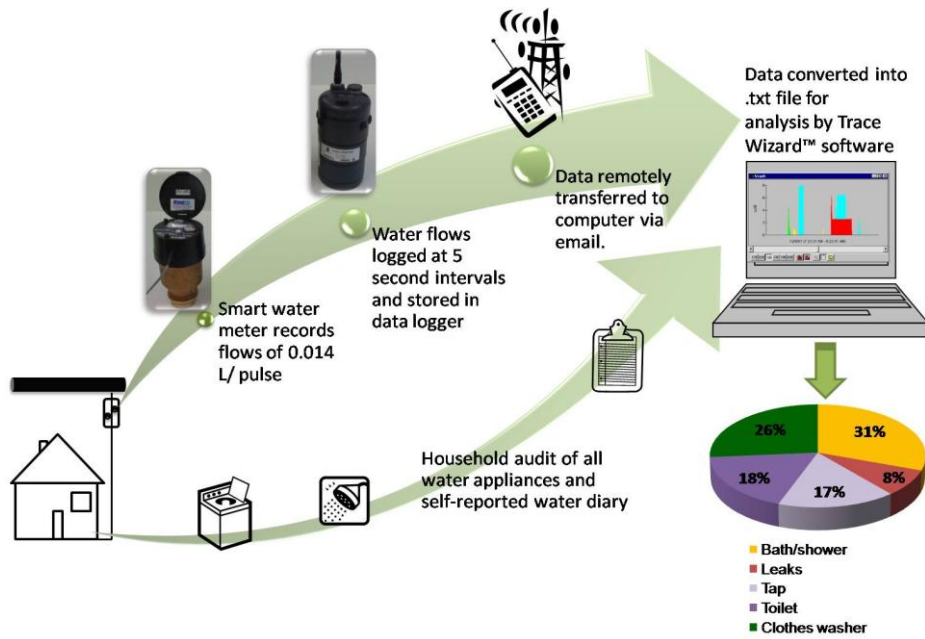 Data converted into
.txt file for
analysis by Trace
Wizard™ software
Data remotely
transferred to
computer via
email.
Water flows
logged at 5
second intervals
and stored in
data logger
Smart water
meter records
flows of 0.014
L/ pulse
Household audit of all
water appliances and
self-reported water diary
26%
31%
18%
17%
8%
Bath/shower
Leaks
Tap
Toilet
Clothes washer